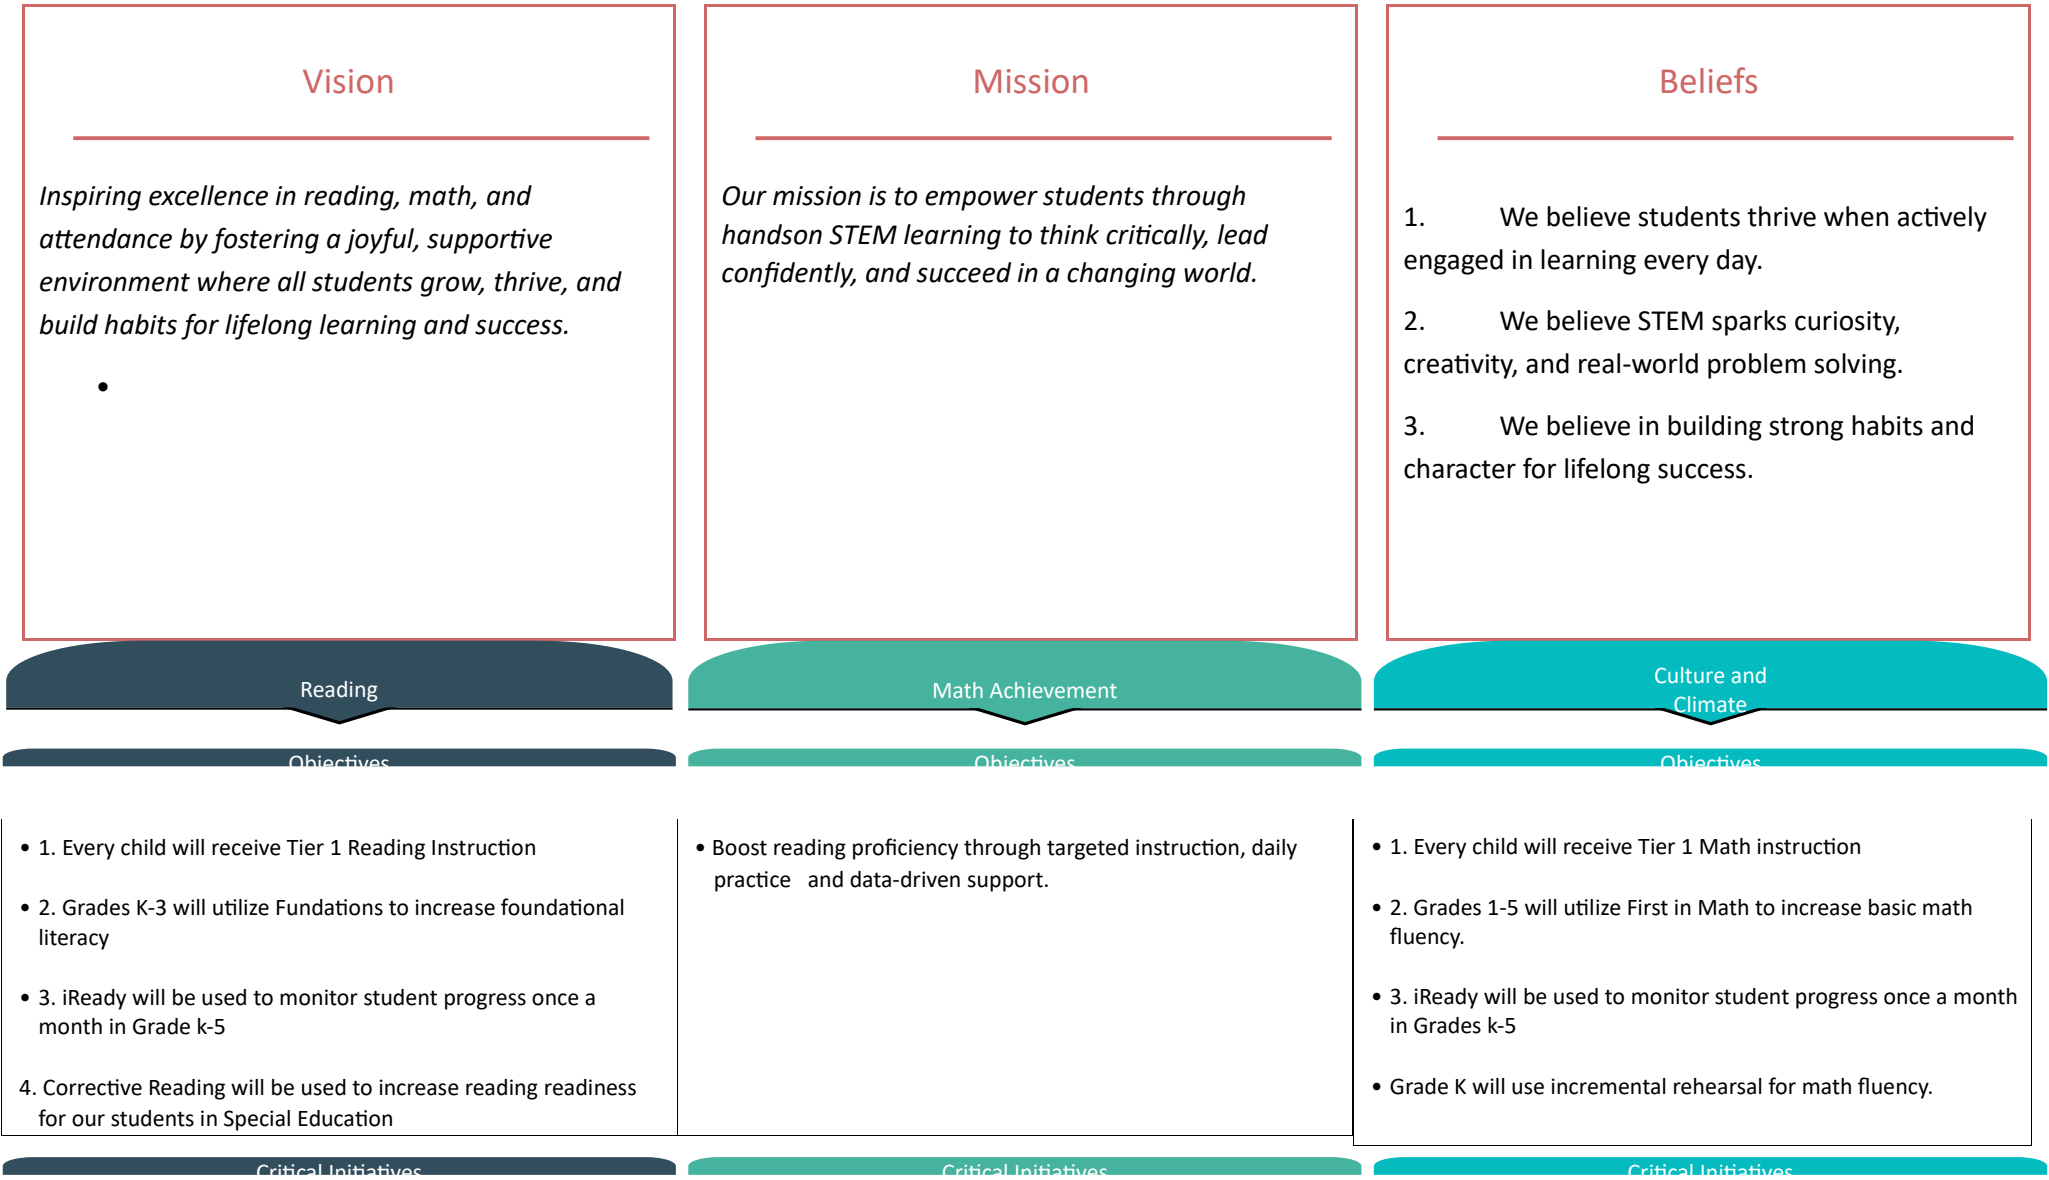 Vision
Inspiring excellence in reading, math, and
attendance by fostering a joyful, supportive
environment where all students grow, thrive, and
build habits for lifelong learning and success.
•
Mission
Our mission is to empower students through
handson STEM learning to think critically, lead
confidently, and succeed in a changing world.
Beliefs
1. We believe students thrive when actively
engaged in learning every day.
2. We believe STEM sparks curiosity,
creativity, and real-world problem solving.
3. We believe in building strong habits and
character for lifelong success.
Reading
Math Achievement
Culture and
Climate
Objectives
Objectives
Objectives
• 1. Every child will receive Tier 1 Reading Instruction
• 2. Grades K-3 will utilize Fundations to increase foundational
literacy
• 3. iReady will be used to monitor student progress once a
month in Grade k-5
4. Corrective Reading will be used to increase reading readiness
for our students in Special Education
• Boost reading proficiency through targeted instruction, daily
practice and data-driven support.
• 1. Every child will receive Tier 1 Math instruction
• 2. Grades 1-5 will utilize First in Math to increase basic math
fluency.
• 3. iReady will be used to monitor student progress once a month
in Grades k-5
• Grade K will use incremental rehearsal for math fluency.
Critical Initiatives
Critical Initiatives
Critical Initiatives